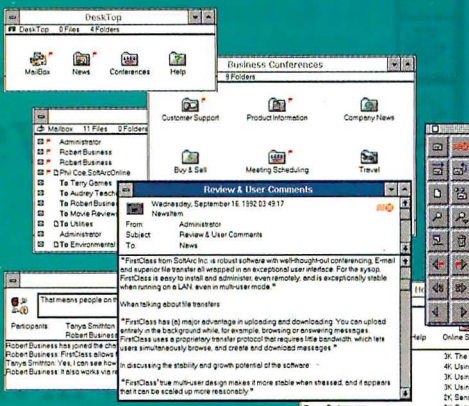 DeskTop
DeskTop 0 Files 4 Folders
MailBox News Conferences Help
Business Conferences
9 Folders
Customer Support Product Information Company News
Buy & Sell Meeting Scheduling Travel
Mailbox 11 Files 0 Folders
Administrator
Robert Business
Robert Business
Phil Coe,SoftArcOnline
To Terry Games
To Audrey Teache
To Robert Busine
To Movie Reviews
To Utilities
Administrator
To Environmental
Review & User Comments
Wednesday, September 16, 1992 03:49:17
NewsItem
From: Administrator
Subject: Review & User Comments
To: News
"FirstClass from SoftArc Inc. is robust software with well-thought-out conferencing, E-mail
and superior file transfer all wrapped in an exceptional user interface. For the sysop,
FirstClass is easy to install and administer, even remotely, and is exceptionally stable
when running on a LAN, even in multi-user mode."
When talking about file transfers
"FirstClass has (a) major advantage in uploading and downloading. You can upload
entirely in the background while, for example, browsing or answering messages.
FirstClass uses a proprietary transfer protocol that requires little bandwidth, which lets
users simultaneously browse, and create and download messages."
In discussing the stability and growth potential of the software
"FirstClass' true multi-user design makes it more stable when stressed, and it appears
that it can be scaled up more reasonably."
That means people on th
Participants Tanya Smithton
Robert Business
Robert Business has joined the cha
Robert Business: FirstClass allows
Tanya Smithton: Yes, I can see how
Robert Business: It also works via m
Help Online S
3K The
4K Usin
3K Usin
2K Sens